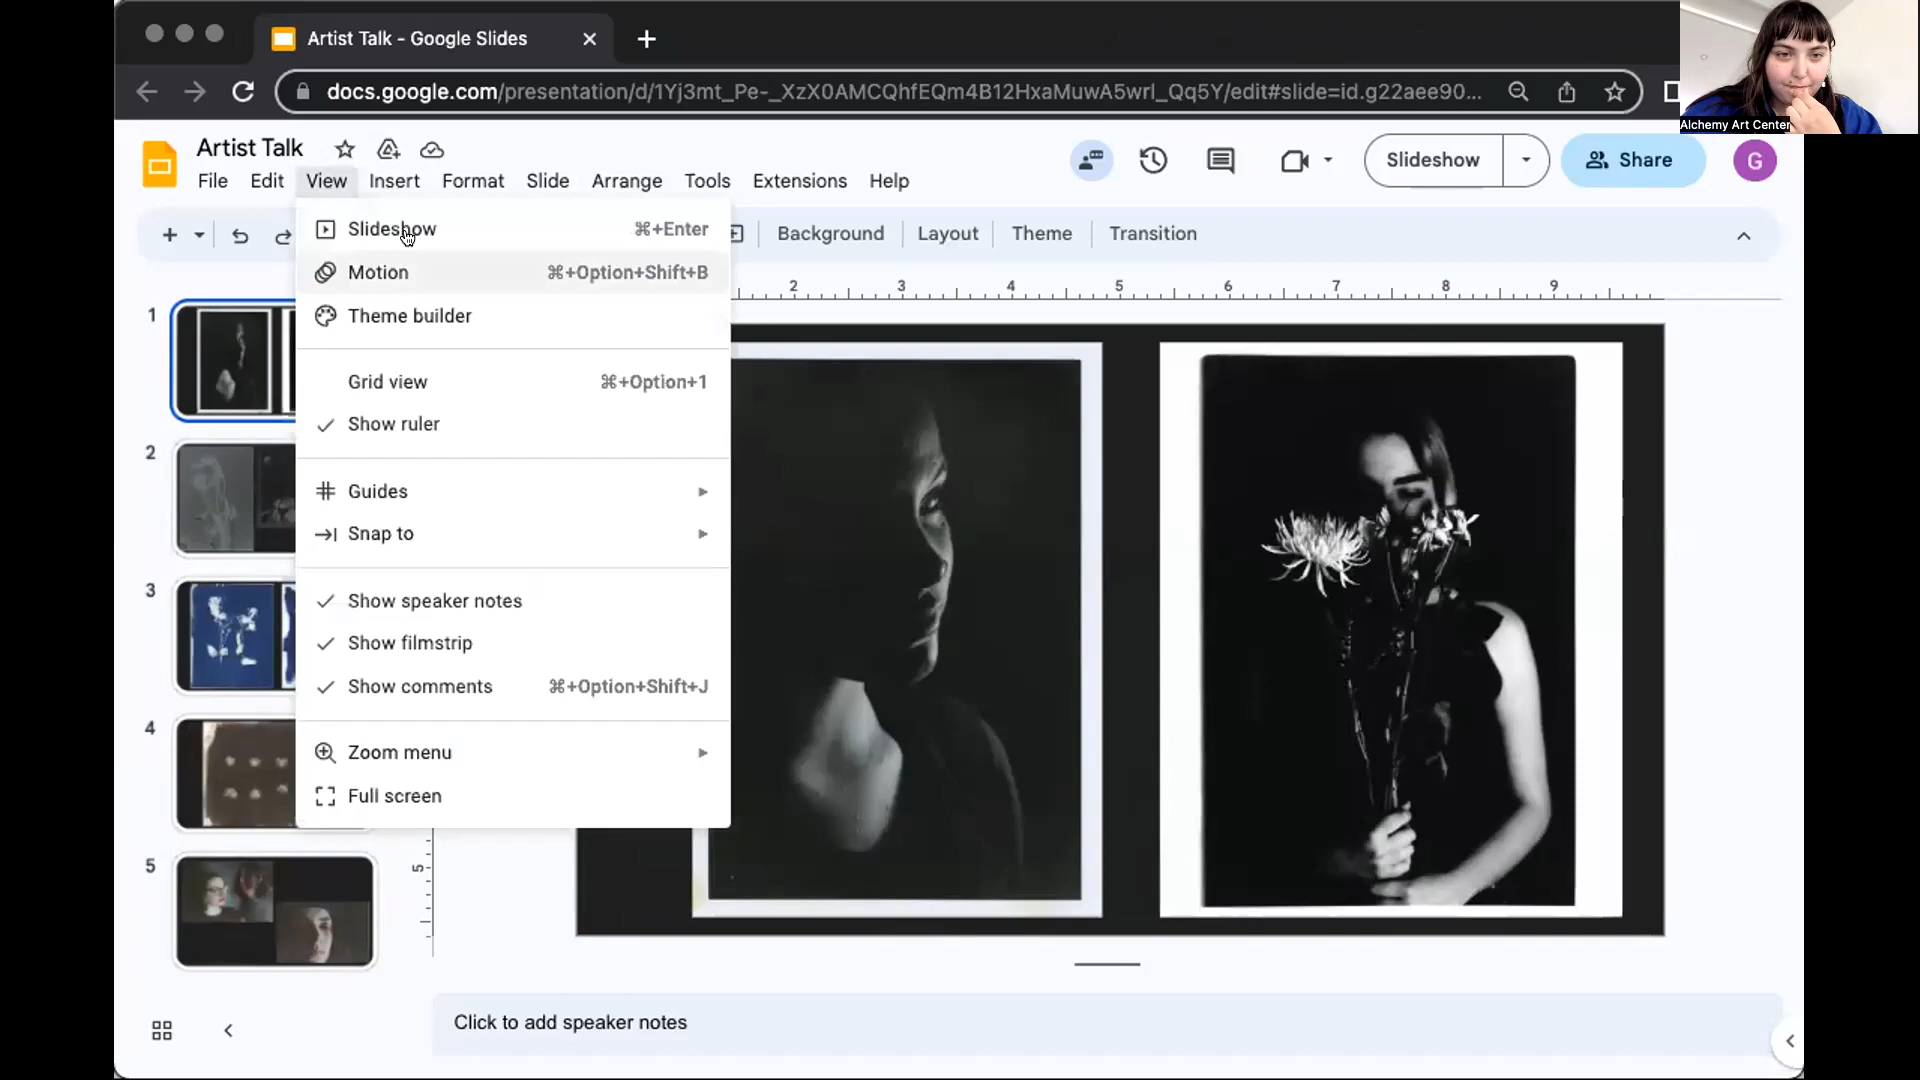 Artist Talk - Google Slides
docs.google.com/presentation/d/1Yj3mt_Pe-_XzX0AMCQhfEQm4B12HxaMuwA5wrl_Qq5Y/edit#slide=id.g22aee90...
Alchemy Art Center
Artist Talk
File Edit View Insert Format Slide Arrange Tools Extensions Help
Slideshow
Share
G
Background
Layout
Theme
Transition
Slideshow ⌘+Enter
Motion ⌘+Option+Shift+B
Theme builder
Grid view ⌘+Option+1
Show ruler
Guides
Snap to
Show speaker notes
Show filmstrip
Show comments ⌘+Option+Shift+J
Zoom menu
Full screen
2 3 4 5 6 7 8 9
1
2
3
4
5
5
Click to add speaker notes